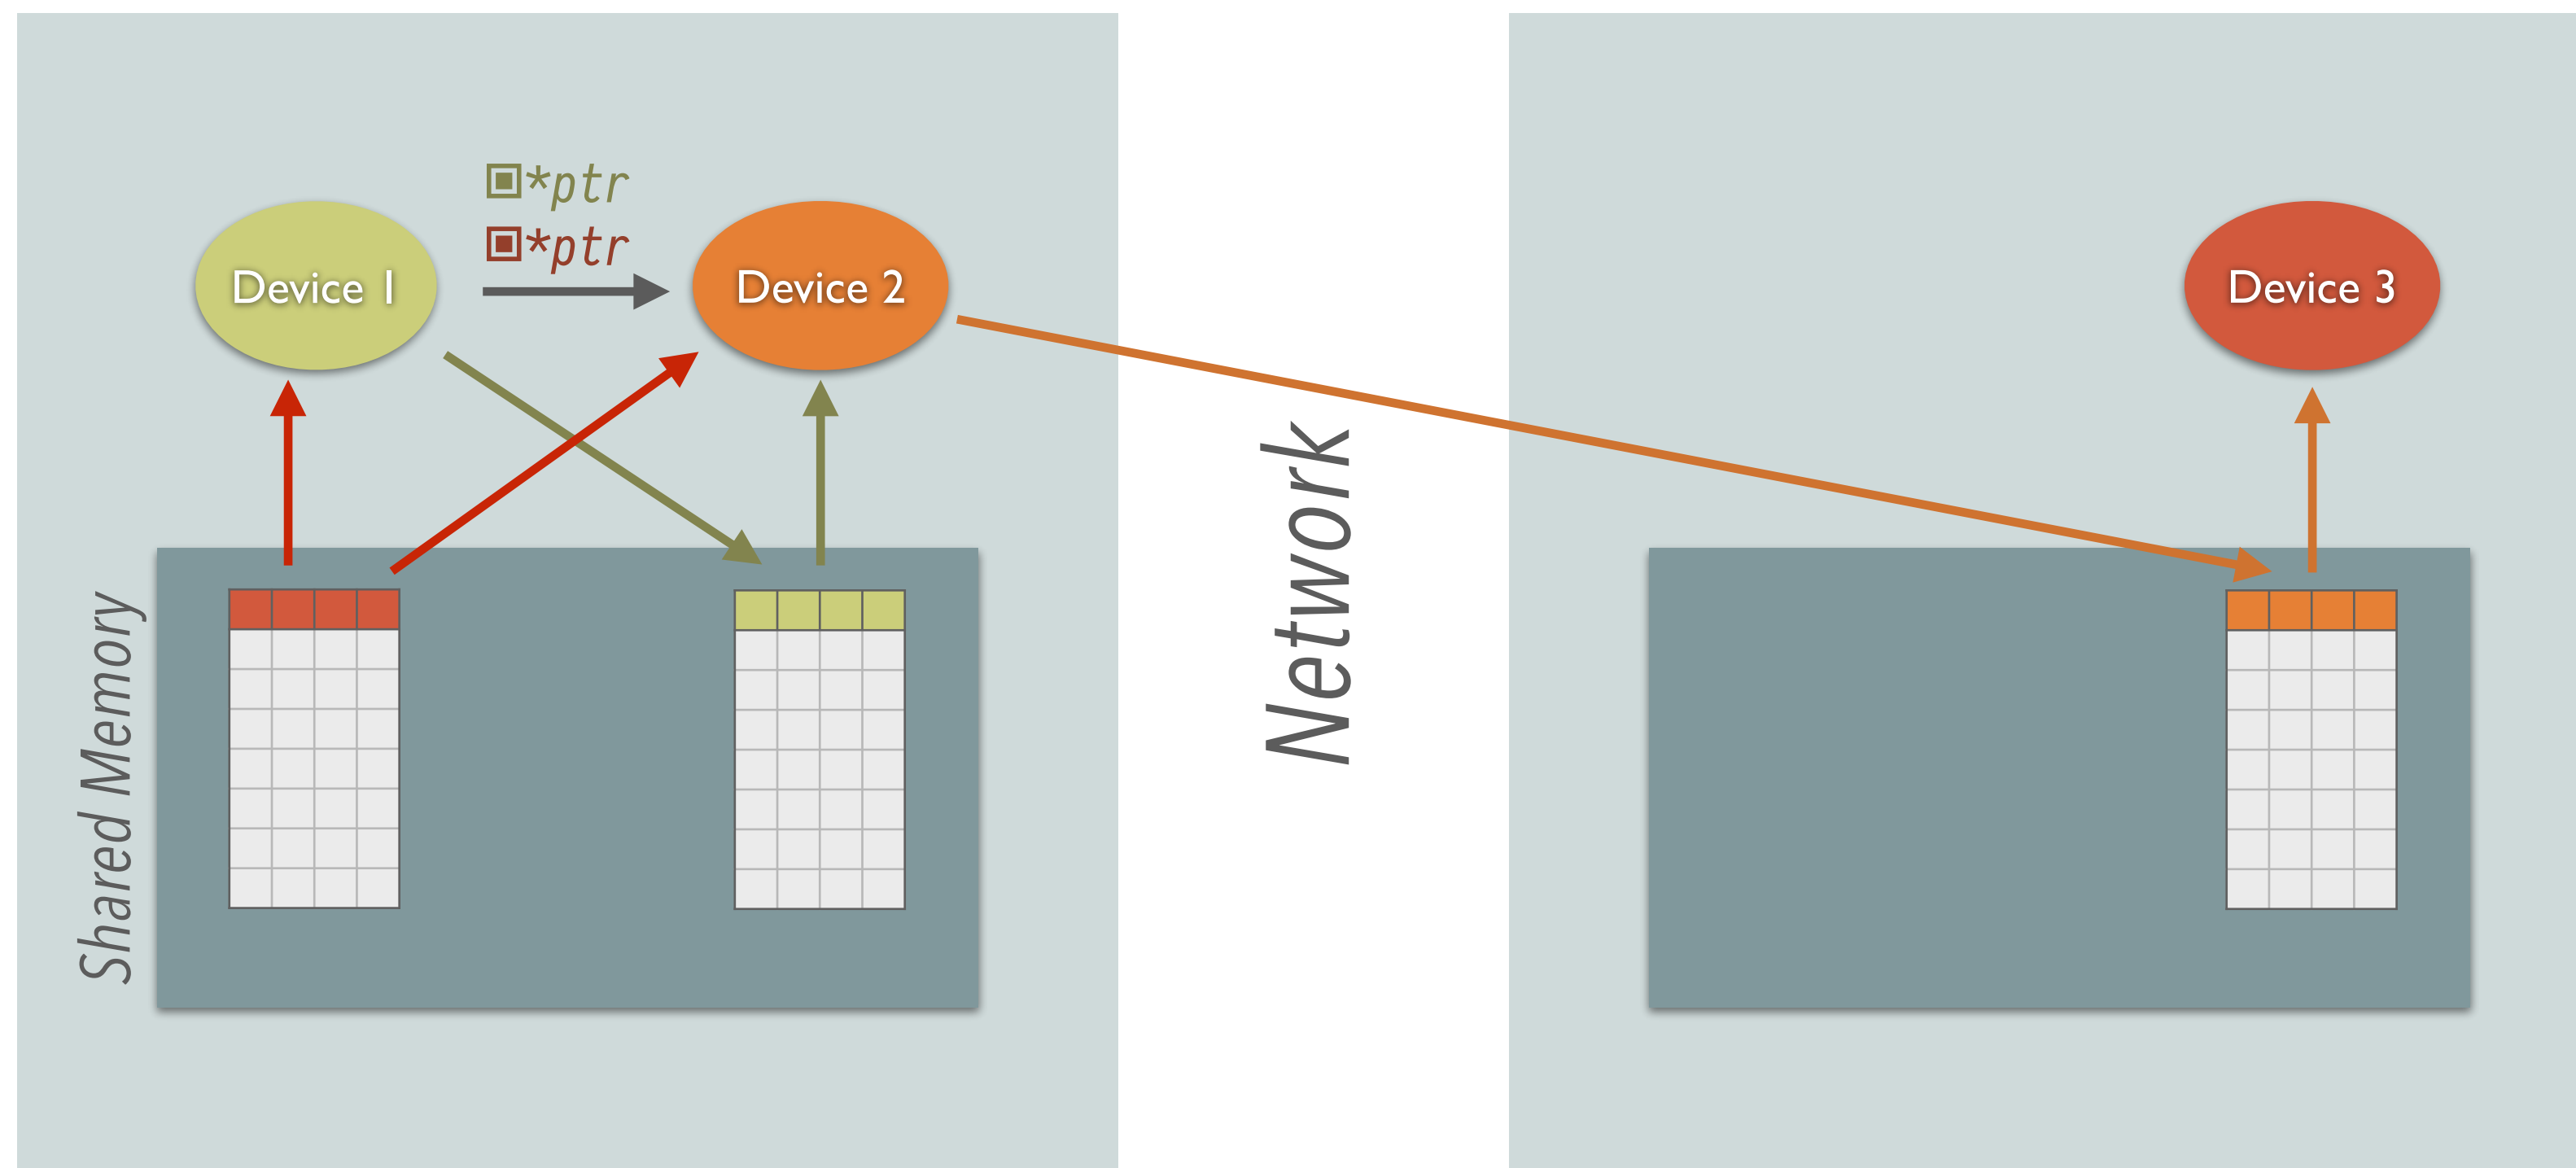 *ptr
*ptr
Device 1
Device 2
Device 3
Network
Shared Memory